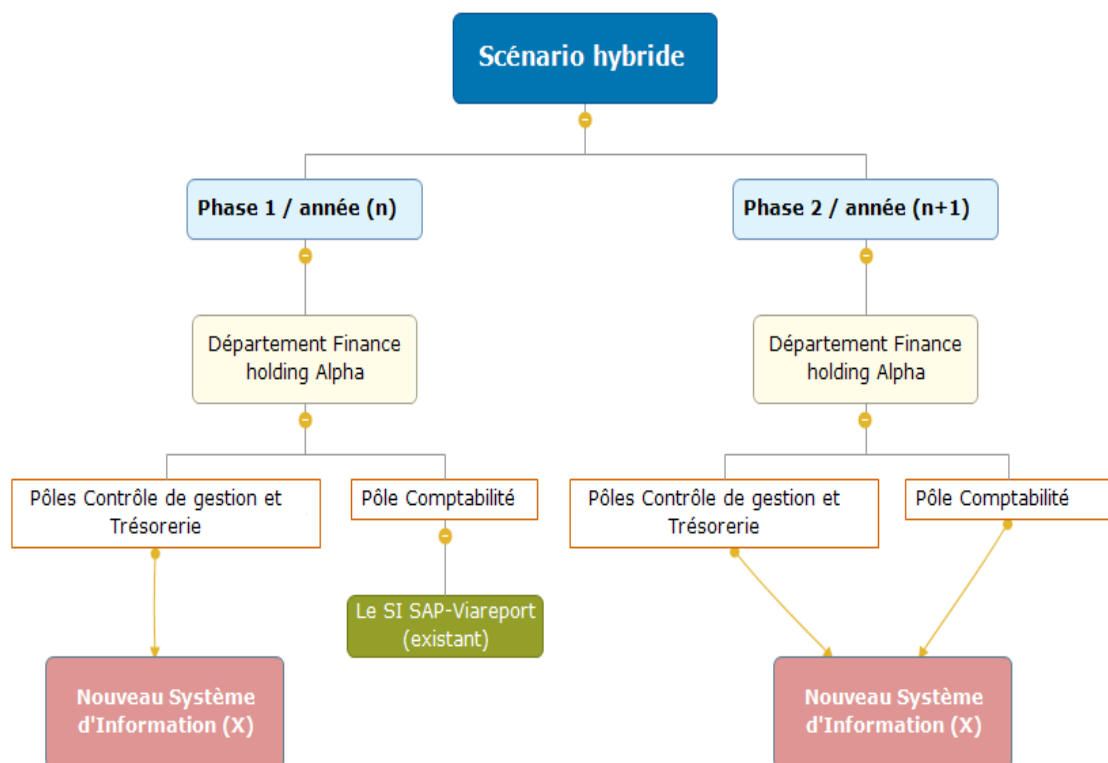 Scénario hybride
Phase 1 / année (n)
Phase 2 / année (n+1)
Département Finance
holding Alpha
Département Finance
holding Alpha
Pôles Contrôle de gestion et
Trésorerie
Pôle Comptabilité
Pôles Contrôle de gestion et
Trésorerie
Pôle Comptabilité
Le SI SAP-Viareport
(existant)
Nouveau Système
d'Information (X)
Nouveau Système
d'Information (X)